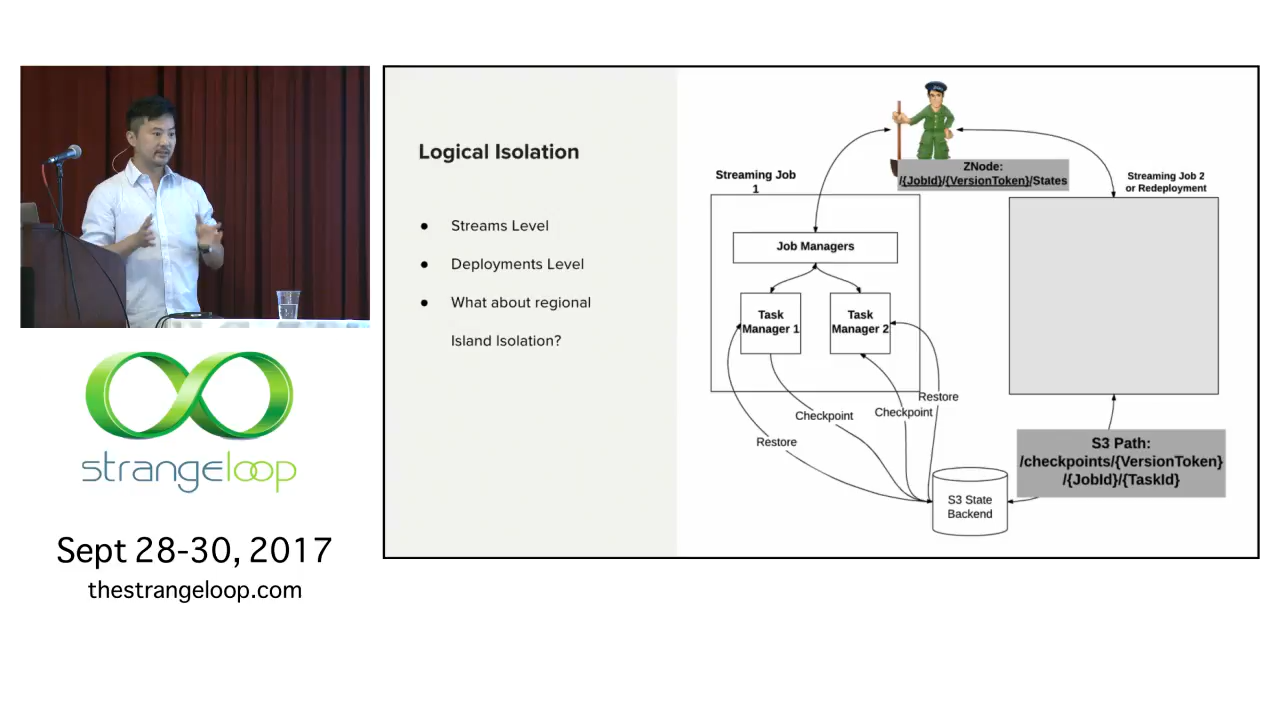 Logical Isolation
● Streams Level
● Deployments Level
● What about regional
Island Isolation?
ZNode:
/{JobId}/{VersionToken}/States
Streaming Job
1
Streaming Job 2
or Redeployment
Job Managers
Task
Manager 1
Task
Manager 2
Restore
Checkpoint
Checkpoint
Restore
S3 Path:
/checkpoints/{VersionToken}
/{JobId}/{TaskId}
S3 State
Backend
strangeloop
Sept 28-30, 2017
thestrangeloop.com